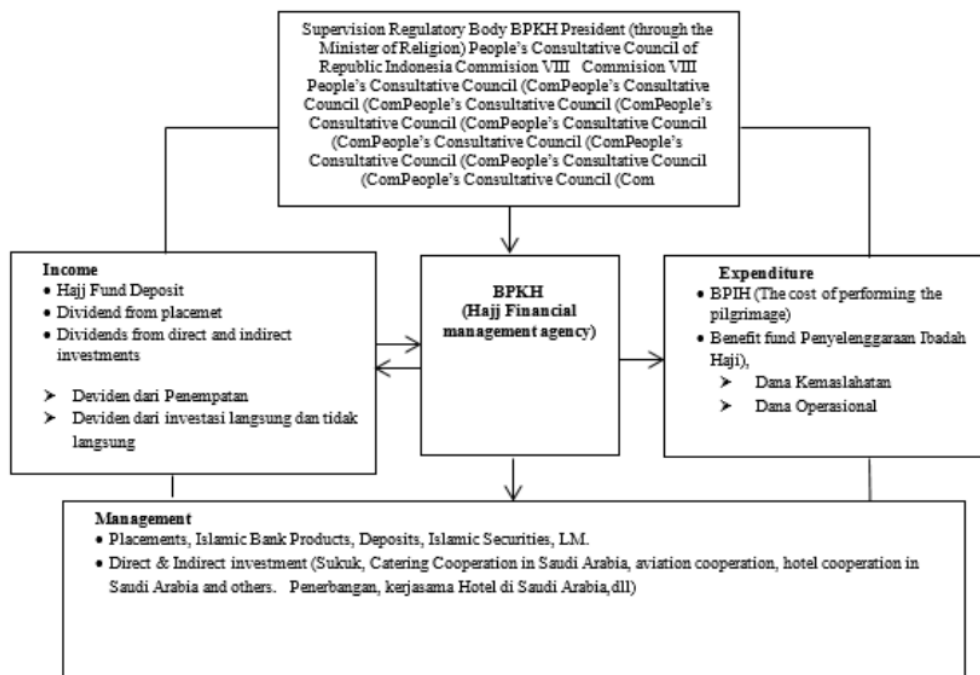 Supervision Regulatory Body BPKH President (through the
Minister of Religion) People's Consultative Council of
Republic Indonesia Commision VIII Commision VIII
People's Consultative Council (ComPeople's Consultative
Council (ComPeople's Consultative Council (ComPeople's
Consultative Council (ComPeople's Consultative Council
(ComPeople's Consultative Council (ComPeople's
Consultative Council (ComPeople's Consultative Council
(ComPeople's Consultative Council (Com
Income
• Hajj Fund Deposit
• Dividend from placemet
• Dividends from direct and indirect
investments
➤ Deviden dari Penempatan
➤ Deviden dari investasi langsung dan tidak
langsung
BPKH
(Hajj Financial
management agency)
Expenditure
• BPIH (The cost of performing the
pilgrimage)
• Benefit fund Penyelenggaraan Ibadah
Haji),
➤ Dana Kemaslahatan
➤ Dana Operasional
Management
• Placements, Islamic Bank Products, Deposits, Islamic Securities, LM.
• Direct & Indirect investment (Sukuk, Catering Cooperation in Saudi Arabia, aviation cooperation, hotel cooperation in
Saudi Arabia and others. Penerbangan, kerjasama Hotel di Saudi Arabia,dll)